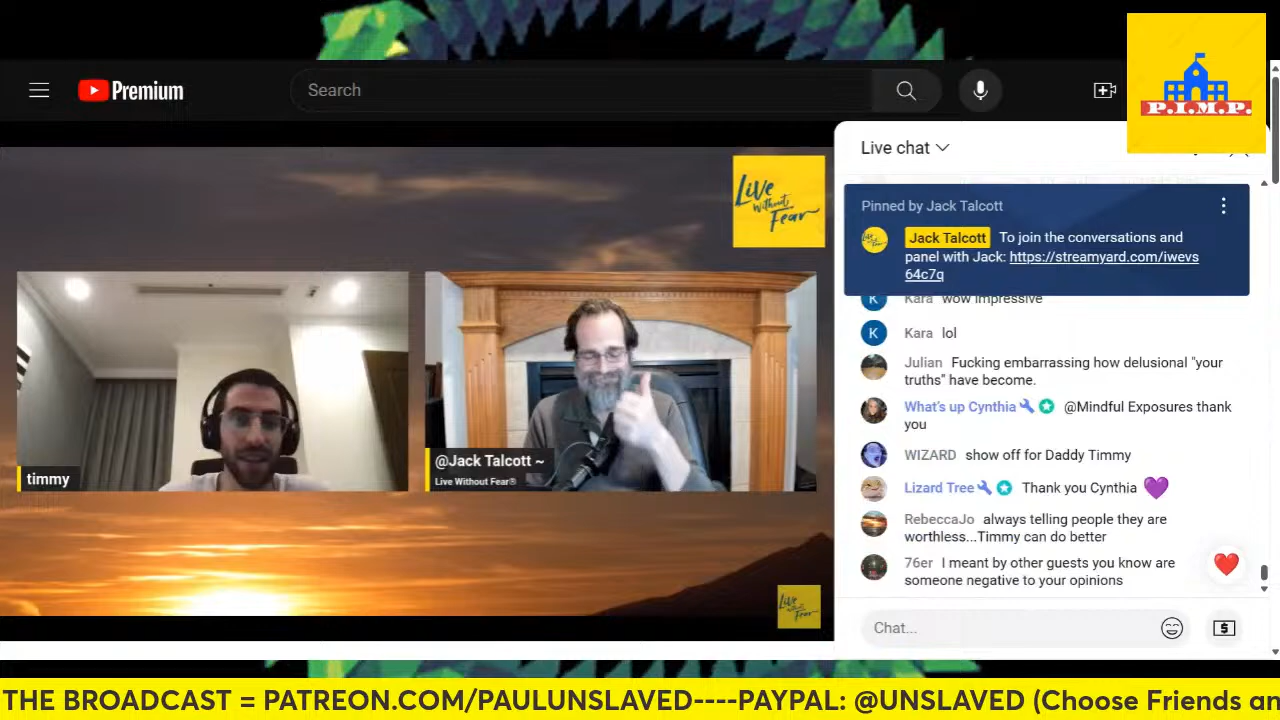 Premium
Search
P.I.M.P.
Live chat
Live
Without
Fear
Pinned by Jack Talcott
Jack Talcott To join the conversations and
panel with Jack: https://streamyard.com/iwevs
64c7q
Kara wow impressive
K Kara lol
Julian Fucking embarrassing how delusional "your
truths" have become.
What's up Cynthia @Mindful Exposures thank
you
WIZARD show off for Daddy Timmy
Lizard Tree Thank you Cynthia 💜
RebeccaJo always telling people they are
worthless...Timmy can do better
76er I meant by other guests you know are
someone negative to your opinions
Chat...
timmy
@Jack Talcott ~
Live Without Fear®
Live
Without
Fear
THE BROADCAST = PATREON.COM/PAULUNSLAVED----PAYPAL: @UNSLAVED (Choose Friends an